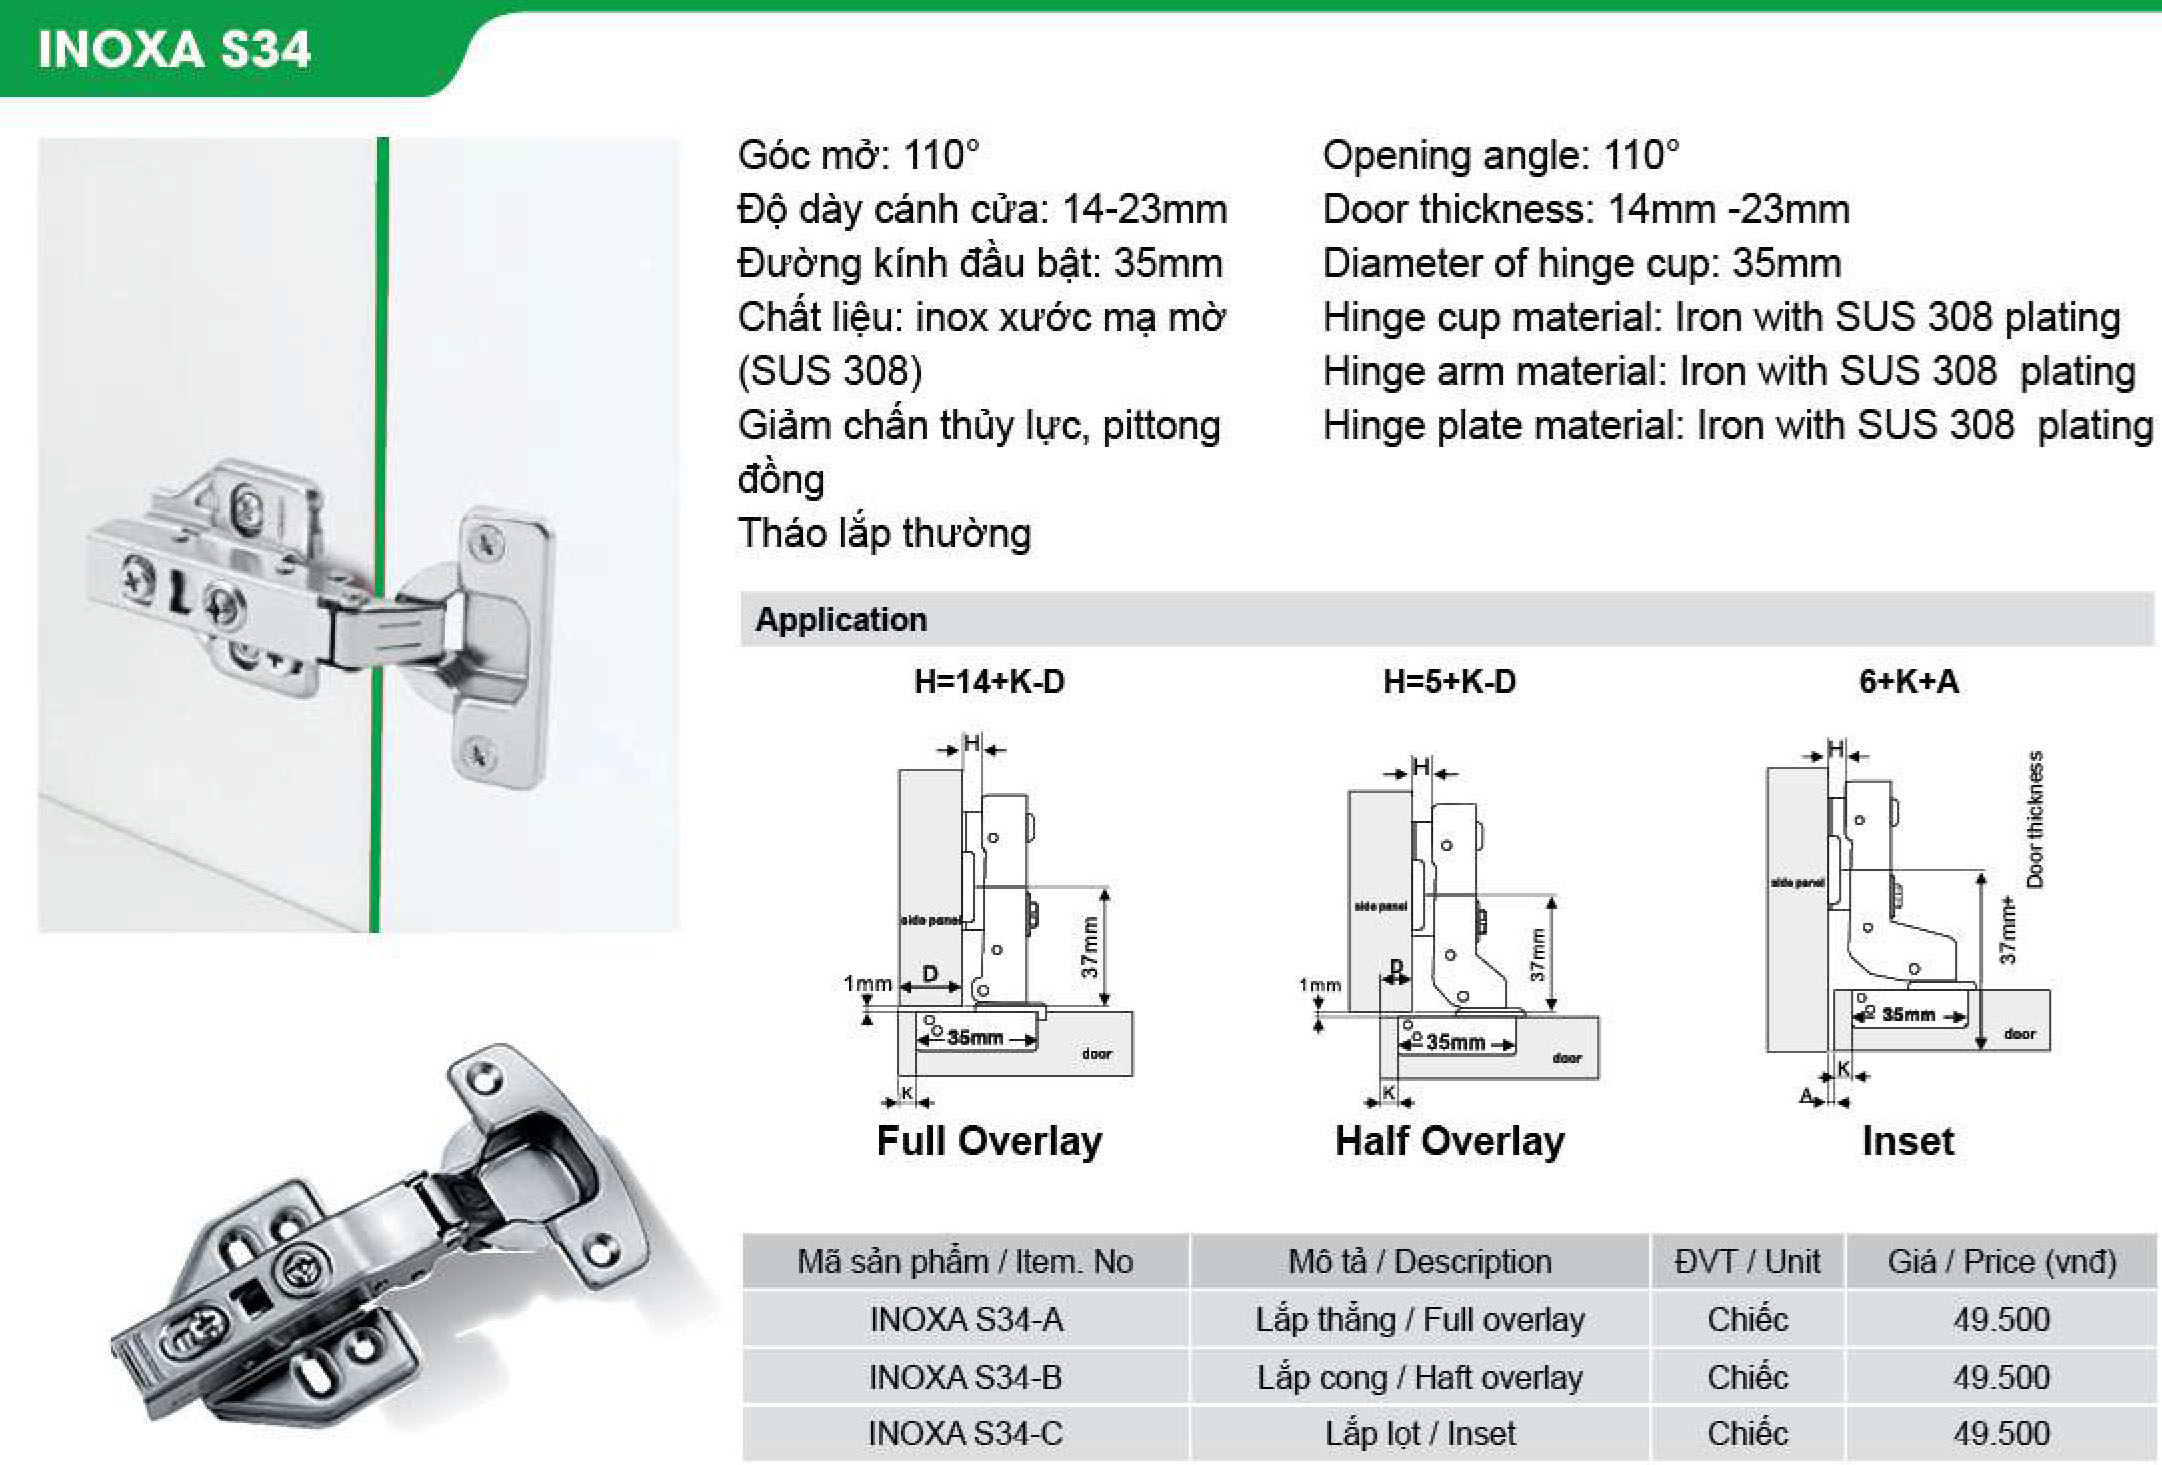 INOXA S34
Góc mở: 110°
Độ dày cánh cửa: 14-23mm
Đường kính đầu bật: 35mm
Chất liệu: inox xước mạ mờ
(SUS 308)
Giảm chấn thủy lực, pittong
đồng
Tháo lắp thường
Opening angle: 110°
Door thickness: 14mm -23mm
Diameter of hinge cup: 35mm
Hinge cup material: Iron with SUS 308 plating
Hinge arm material: Iron with SUS 308 plating
Hinge plate material: Iron with SUS 308 plating
Application
H=14+K-D
H
side panel
D
1mm
37mm
35mm
door
K
Full Overlay
H=5+K-D
H
side panel
D
1mm
37mm
35mm
door
K
Half Overlay
6+K+A
H
side panel
Door thickness
37mm+
35mm
door
K
A
Inset
Mã sản phẩm / Item. No Mô tả / Description ĐVT / Unit Giá / Price (vnđ)
INOXA S34-A Lắp thẳng / Full overlay Chiếc 49.500
INOXA S34-B Lắp cong / Haft overlay Chiếc 49.500
INOXA S34-C Lắp lọt / Inset Chiếc 49.500